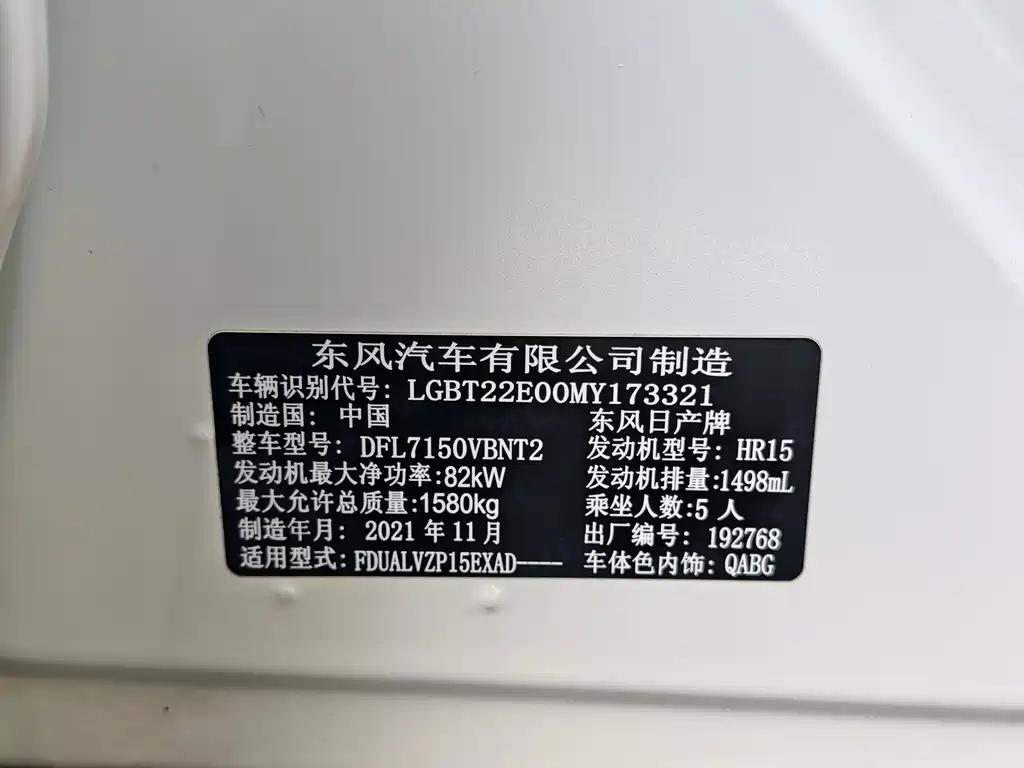 东风汽车有限公司制造
车辆识别代号: LGBT22E00MY173321
制造国: 中国 东风日产牌
整车型号: DFL7150VBNT2 发动机型号: HR15
发动机最大净功率:82kW 发动机排量:1498mL
最大允许总质量:1580kg 乘坐人数:5 人
制造年月: 2021 年 11 月 出厂编号: 192768
适用型式: FDUALVZP15EXAD---- 车体色内饰: QABG